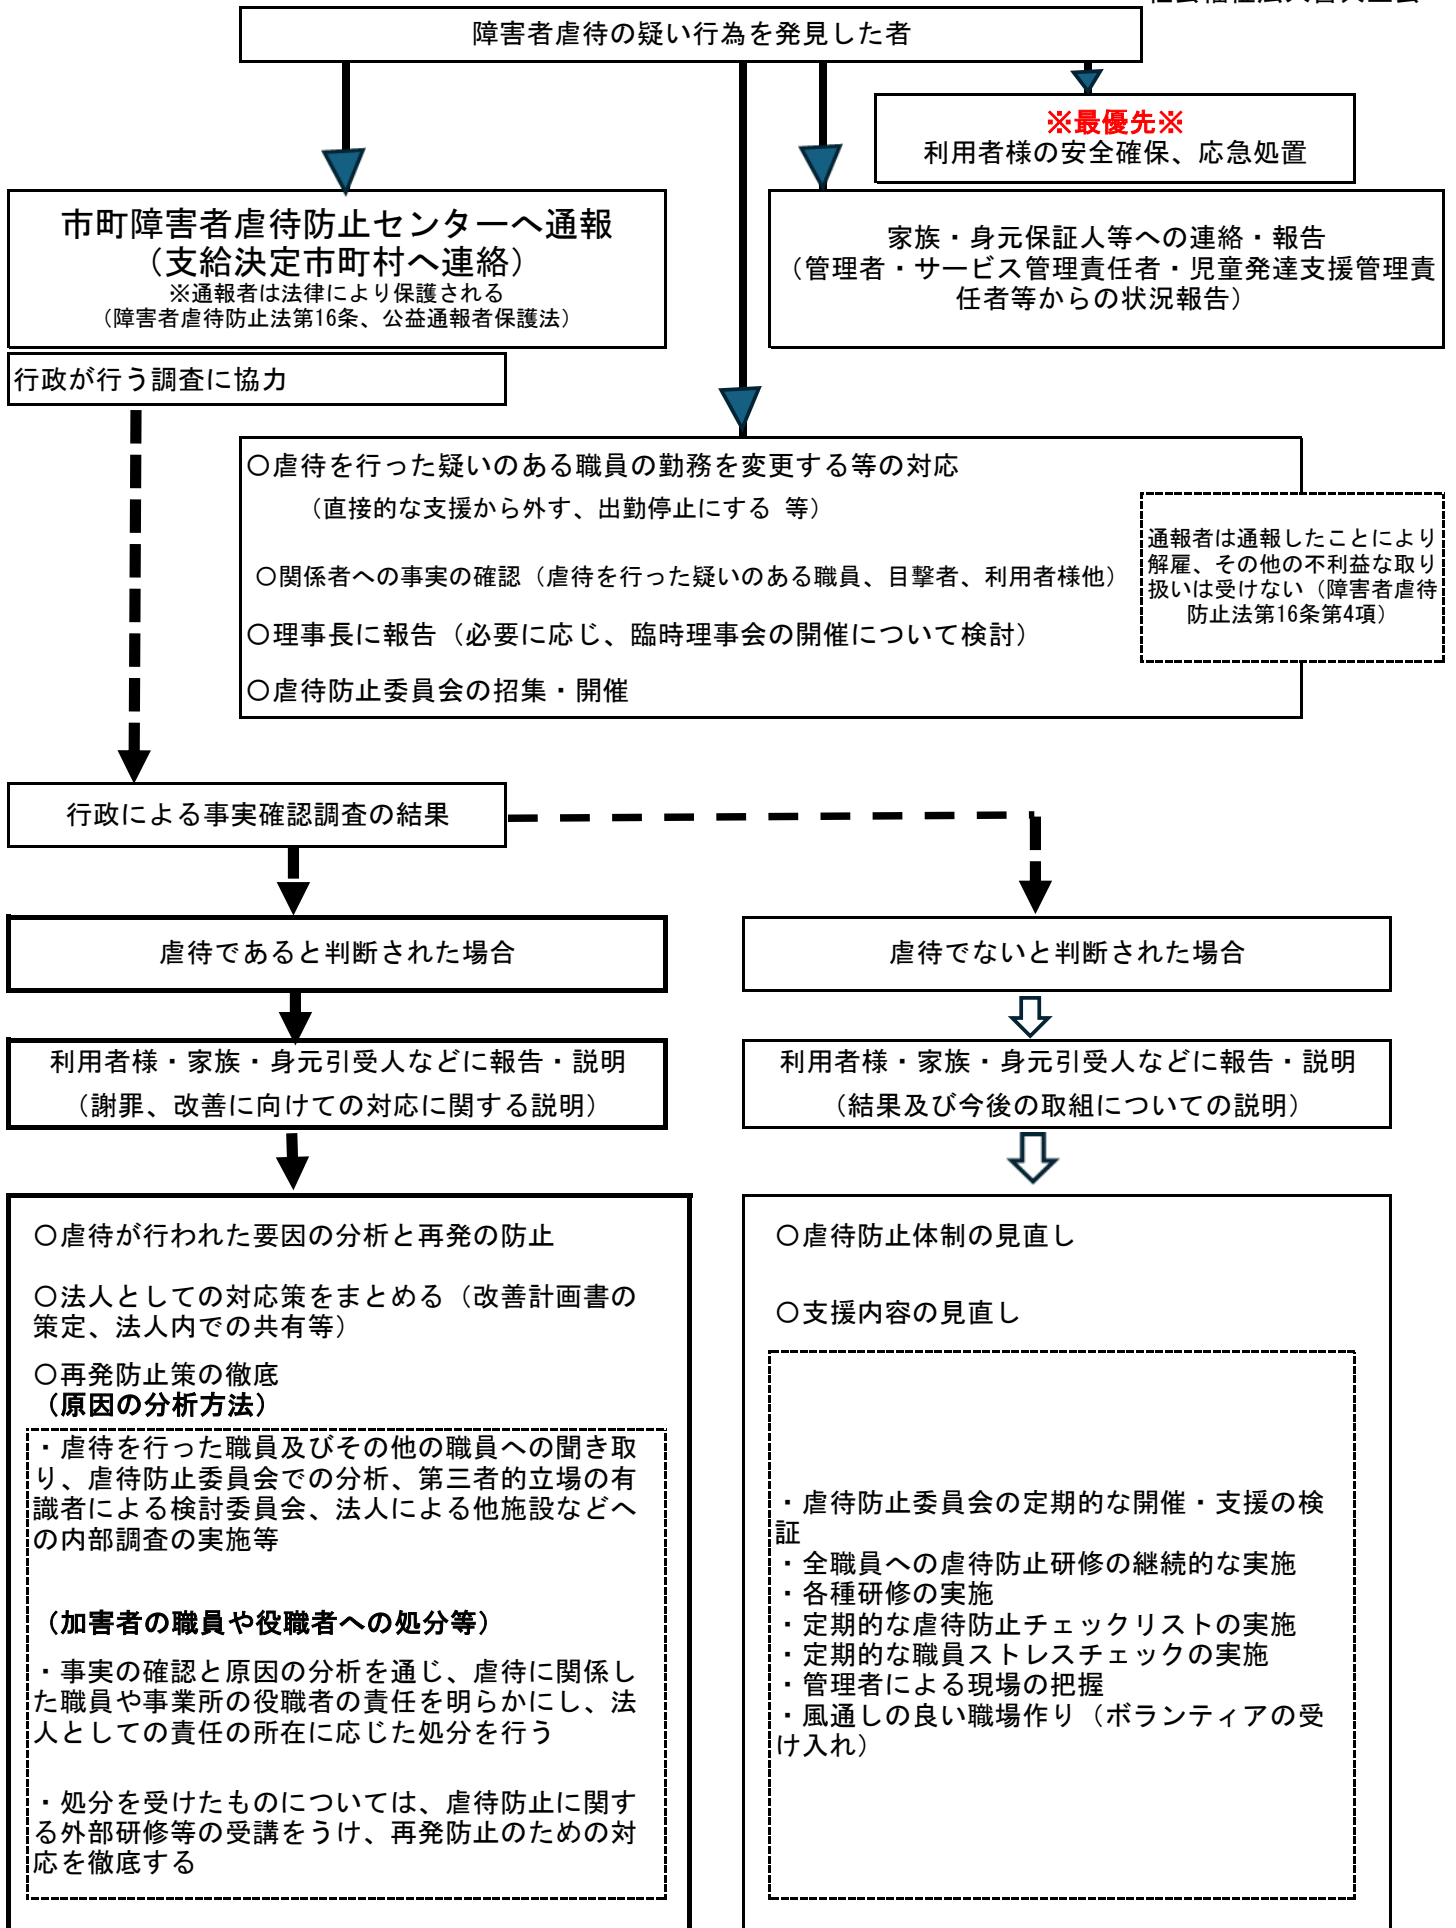 障害者虐待の疑い行為を発見した者
※最優先※
利用者様の安全確保、応急処置
市町障害者虐待防止センターへ通報
（支給決定市町村へ連絡）
※通報者は法律により保護される
（障害者虐待防止法第16条、公益通報者保護法）
家族・身元保証人等への連絡・報告
（管理者・サービス管理責任者・児童発達支援管理責
任者等からの状況報告）
行政が行う調査に協力
〇虐待を行った疑いのある職員の勤務を変更する等の対応
（直接的な支援から外す、出勤停止にする 等）
〇関係者への事実の確認（虐待を行った疑いのある職員、目撃者、利用者様他）
〇理事長に報告（必要に応じ、臨時理事会の開催について検討）
〇虐待防止委員会の招集・開催
通報者は通報したことにより
解雇、その他の不利益な取り
扱いは受けない（障害者虐待
防止法第16条第4項）
行政による事実確認調査の結果
虐待であると判断された場合
虐待でないと判断された場合
利用者様・家族・身元引受人などに報告・説明
（謝罪、改善に向けての対応に関する説明）
利用者様・家族・身元引受人などに報告・説明
（結果及び今後の取組についての説明）
〇虐待が行われた要因の分析と再発の防止
〇法人としての対応策をまとめる（改善計画書の
策定、法人内での共有等）
〇再発防止策の徹底
（原因の分析方法）
・虐待を行った職員及びその他の職員への聞き取
り、虐待防止委員会での分析、第三者的立場の有
識者による検討委員会、法人による他施設などへ
の内部調査の実施等
（加害者の職員や役職者への処分等）
・事実の確認と原因の分析を通じ、虐待に関係し
た職員や事業所の役職者の責任を明らかにし、法
人としての責任の所在に応じた処分を行う
・処分を受けたものについては、虐待防止に関す
る外部研修等の受講をうけ、再発防止のための対
応を徹底する
〇虐待防止体制の見直し
〇支援内容の見直し
・虐待防止委員会の定期的な開催・支援の検
証
・全職員への虐待防止研修の継続的な実施
・各種研修の実施
・定期的な虐待防止チェックリストの実施
・定期的な職員ストレスチェックの実施
・管理者による現場の把握
・風通しの良い職場作り（ボランティアの受
け入れ）